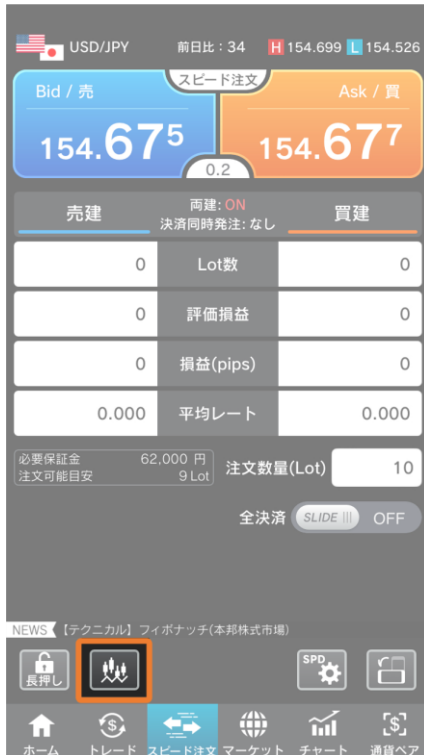 USD/JPY 前日比：34 H 154.699 L 154.526
スピード注文
Bid / 売 Ask / 買
154.675 154.677
0.2
売建 両建: ON 買建
決済同時発注: なし
0 Lot数 0
0 評価損益 0
0 損益(pips) 0
0.000 平均レート 0.000
必要保証金 62,000 円
注文可能目安 9 Lot
注文数量(Lot) 10
全決済 SLIDE OFF
NEWS 【テクニカル】フィボナッチ(本邦株式市場)
長押し SPD
ホーム トレード スピード注文 マーケット チャート 通貨ペア